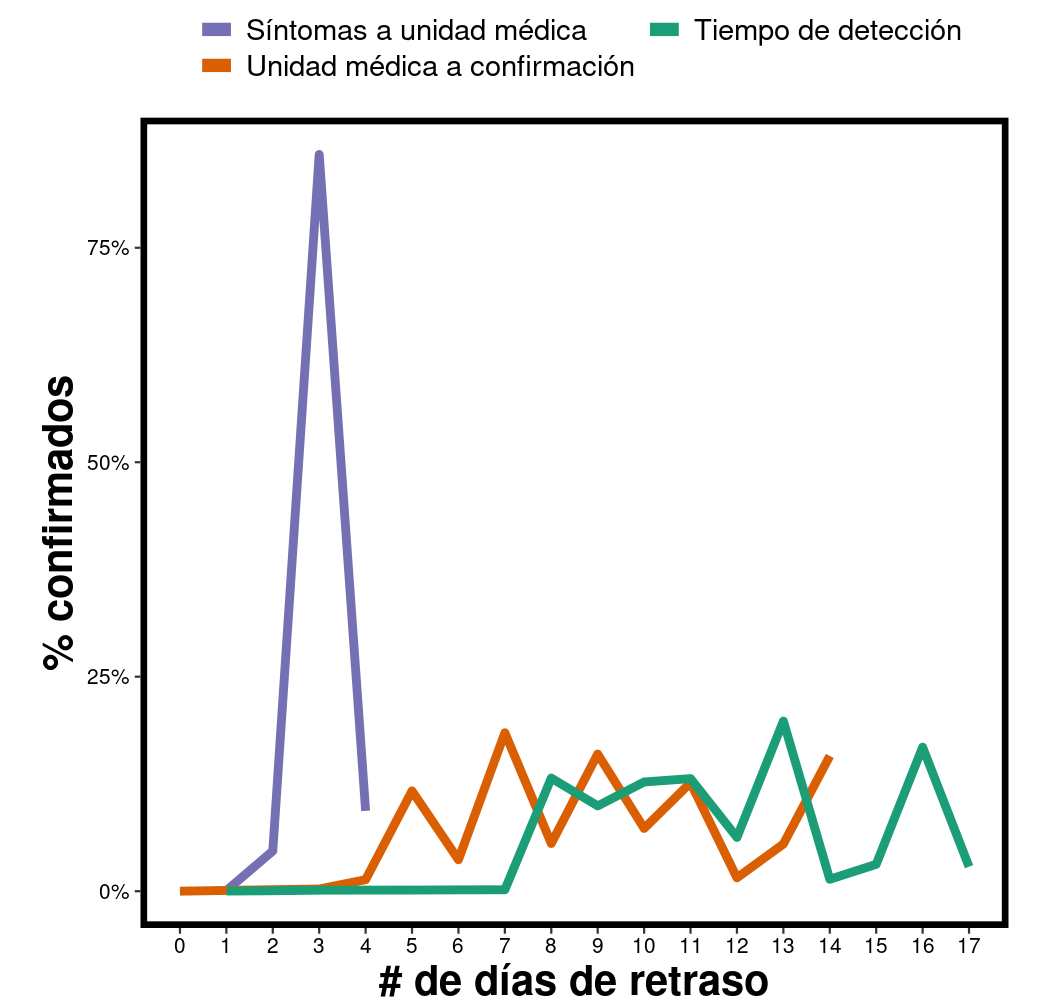 Síntomas a unidad médica
Tiempo de detección
Unidad médica a confirmación
% confirmados
75%
50%
25%
0%
0 1 2 3 4 5 6 7 8 9 10 11 12 13 14 15 16 17
# de días de retraso